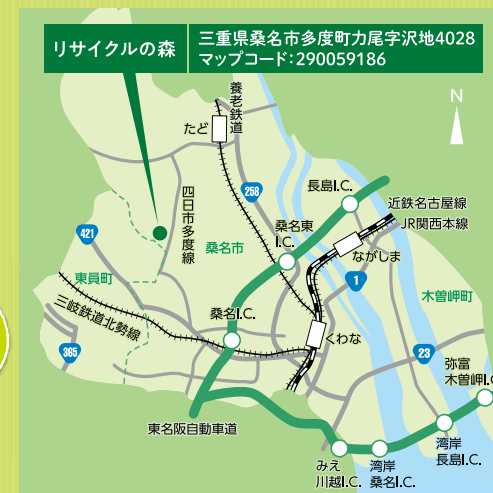 リサイクルの森
三重県桑名市多度町力尾字沢地4028
マップコード:290059186
N
養老鉄道
たど
258
長島I.C.
近鉄名古屋線
JR関西本線
四日市多度線
421
桑名市
桑名東
I.C.
ながしま
東員町
1
木曽岬町
三岐鉄道北勢線
桑名I.C.
くわな
365
23
弥富
木曽岬I.C
東名阪自動車道
湾岸
長島I.C.
みえ
川越I.C.
湾岸
桑名I.C.